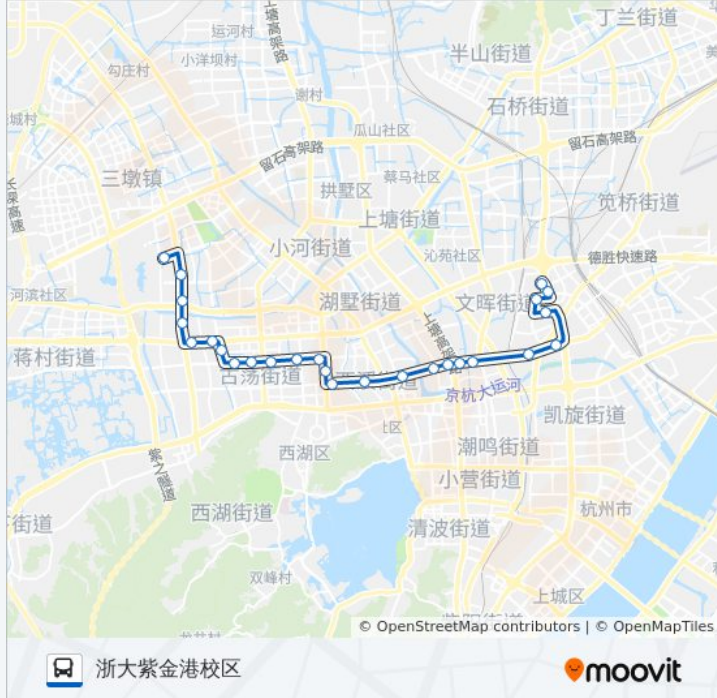 上塘高架路
丁兰街道
运河村
小洋坝村
半山街道
勾庄村
谢村
石桥街道
城村
瓜山社区
留石高架路
留石高架路
三墩镇
蔡马社区
拱墅区
长深高速
笕桥街道
上塘街道
小河街道
沁苑社区
德胜快速路
河滨社区
湖墅街道
文晖街道
上塘高架路
蒋村街道
古荡街道
京杭大运河
凯旋街道
社区
潮鸣街道
西湖区
紫之隧道
小营街道
西湖街道
杭州市
街道
清波街道
双峰村
上城区
© OpenStreetMap contributors | © OpenMapTiles
浙大紫金港校区
moovit